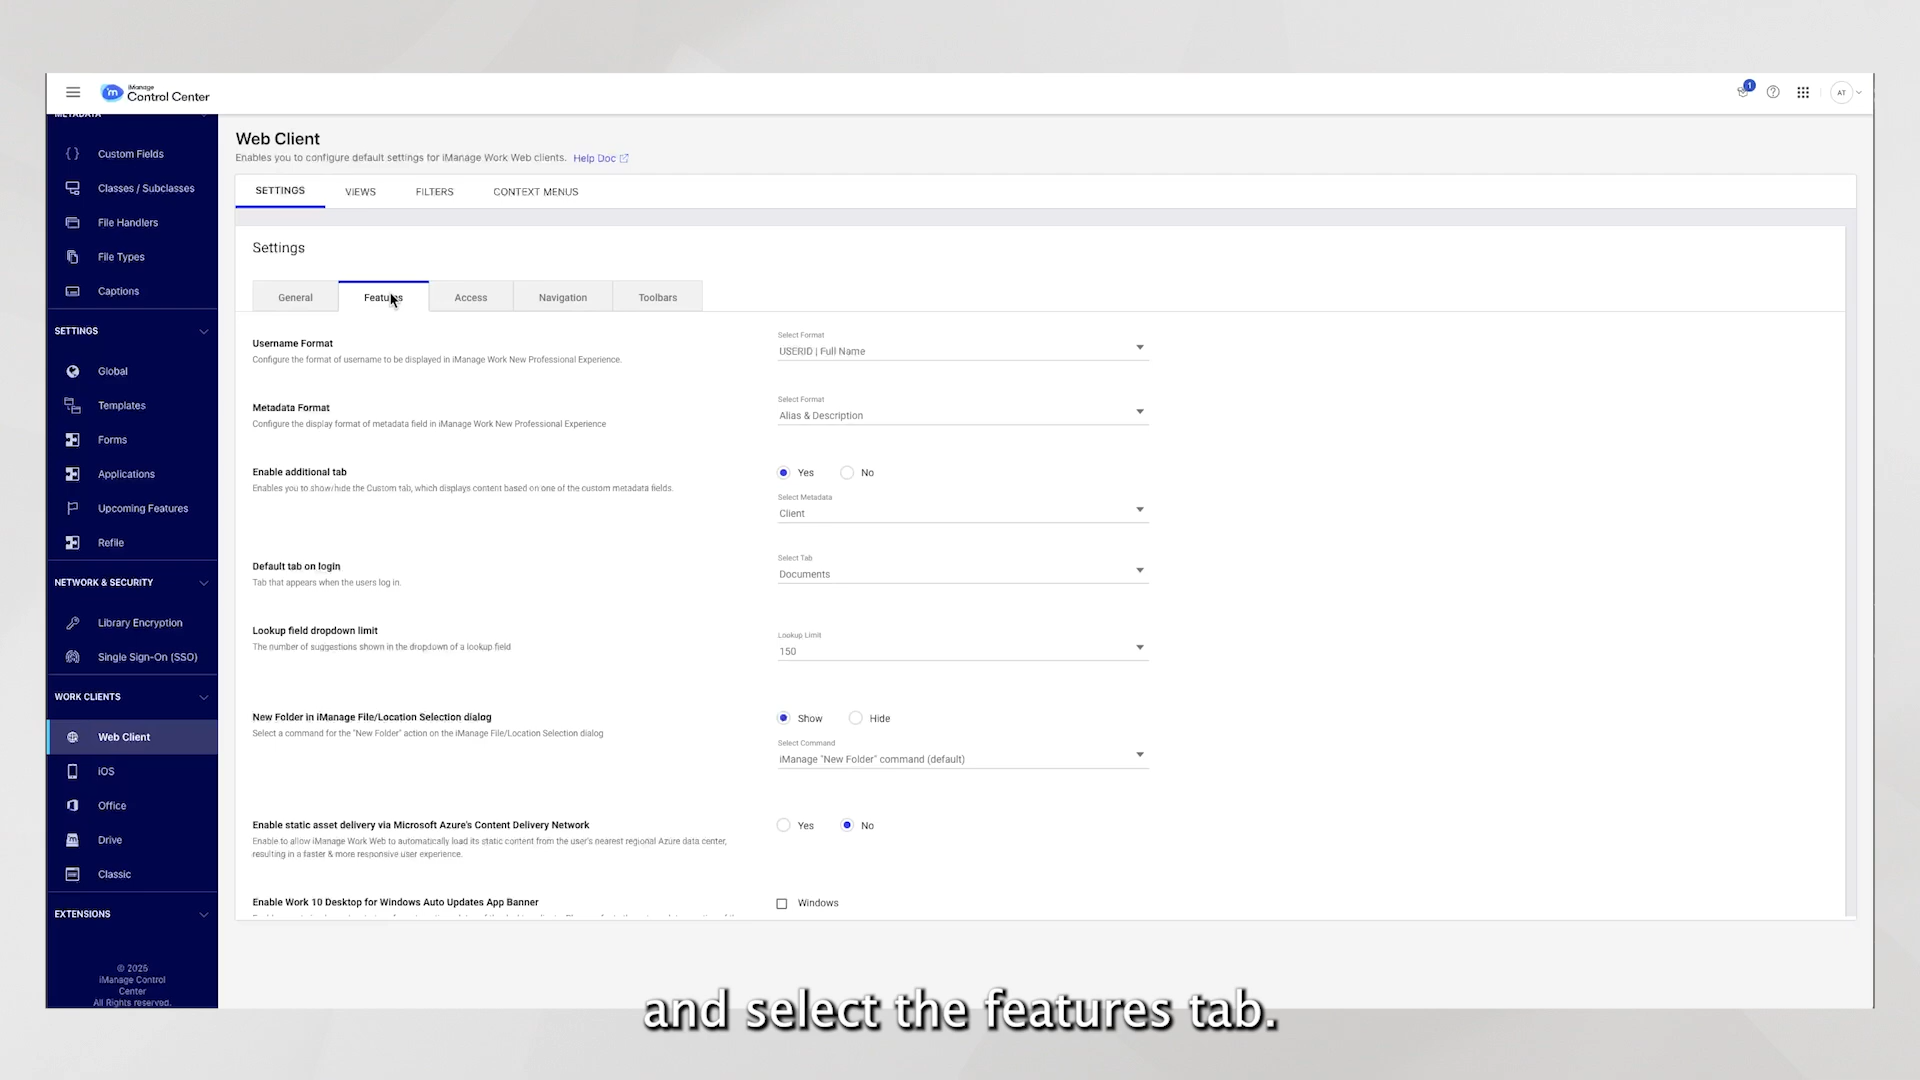 iManage
Control Center
1
AT
METADATA
Custom Fields
Classes / Subclasses
File Handlers
File Types
Captions
SETTINGS
Global
Templates
Forms
Applications
Upcoming Features
Refile
NETWORK & SECURITY
Library Encryption
Single Sign-On (SSO)
WORK CLIENTS
Web Client
iOS
Office
Drive
Classic
EXTENSIONS
© 2025
iManage Control
Center
All Rights reserved.
Web Client
Enables you to configure default settings for iManage Work Web clients. Help Doc
SETTINGS VIEWS FILTERS CONTEXT MENUS
Settings
General Features Access Navigation Toolbars
Username Format
Configure the format of username to be displayed in iManage Work New Professional Experience.
Select Format
USERID | Full Name
Metadata Format
Configure the display format of metadata field in iManage Work New Professional Experience
Select Format
Alias & Description
Enable additional tab
Enables you to show/hide the Custom tab, which displays content based on one of the custom metadata fields.
Yes No
Select Metadata
Client
Default tab on login
Tab that appears when the users log in.
Select Tab
Documents
Lookup field dropdown limit
The number of suggestions shown in the dropdown of a lookup field
Lookup Limit
150
New Folder in iManage File/Location Selection dialog
Select a command for the "New Folder" action on the iManage File/Location Selection dialog
Show Hide
Select Command
iManage "New Folder" command (default)
Enable static asset delivery via Microsoft Azure's Content Delivery Network
Enable to allow iManage Work Web to automatically load its static content from the user's nearest regional Azure data center,
resulting in a faster & more responsive user experience.
Yes No
Enable Work 10 Desktop for Windows Auto Updates App Banner
Windows
and select the features tab.